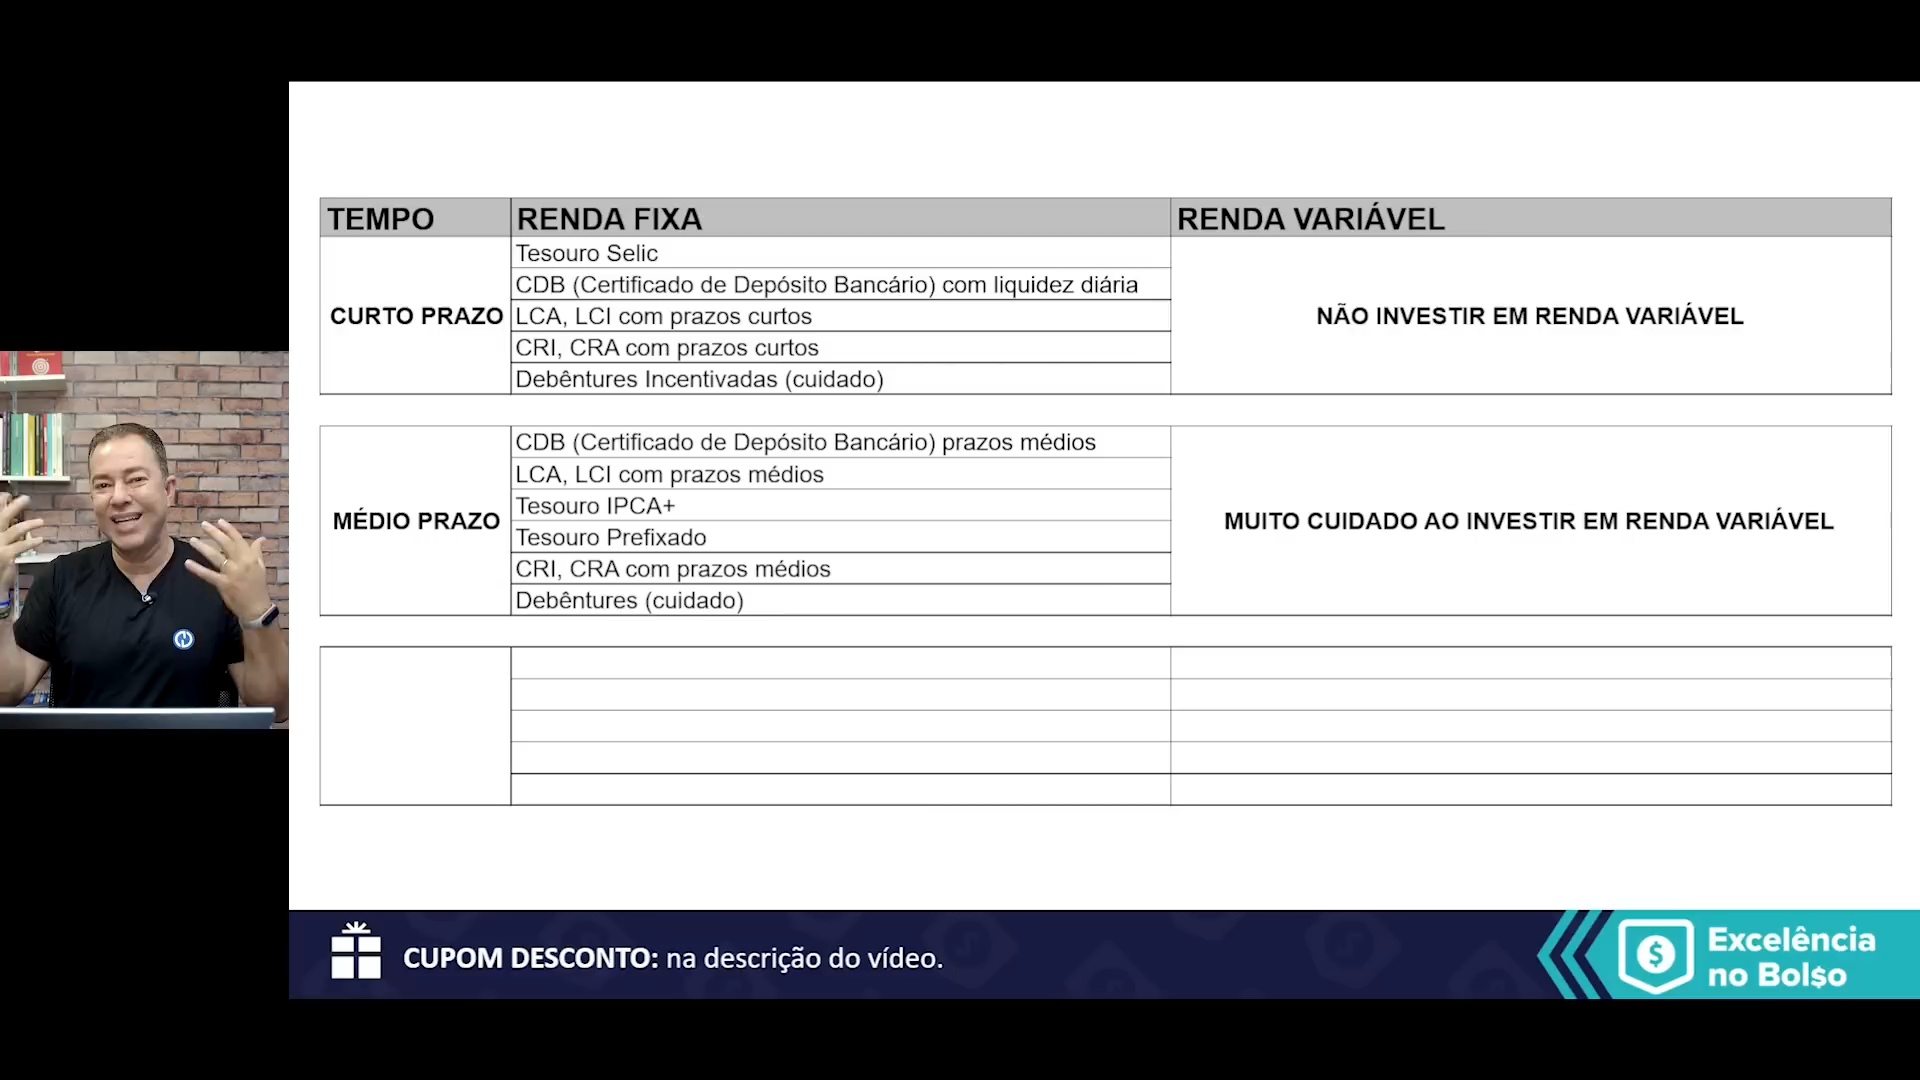 TEMPO RENDA FIXA RENDA VARIÁVEL
CURTO PRAZO
Tesouro Selic
CDB (Certificado de Depósito Bancário) com liquidez diária
LCA, LCI com prazos curtos
CRI, CRA com prazos curtos
Debêntures Incentivadas (cuidado)
NÃO INVESTIR EM RENDA VARIÁVEL
MÉDIO PRAZO
CDB (Certificado de Depósito Bancário) prazos médios
LCA, LCI com prazos médios
Tesouro IPCA+
Tesouro Prefixado
CRI, CRA com prazos médios
Debêntures (cuidado)
MUITO CUIDADO AO INVESTIR EM RENDA VARIÁVEL
CUPOM DESCONTO: na descrição do vídeo.
Excelência
no Bol$o